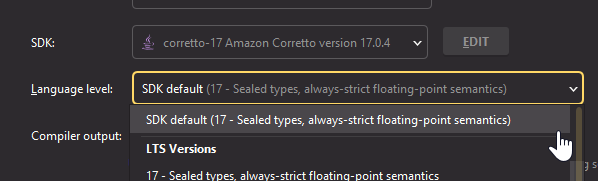 SDK: corretto-17 Amazon Corretto version 17.0.4 EDIT
Language level: SDK default (17 - Sealed types, always-strict floating-point semantics)
SDK default (17 - Sealed types, always-strict floating-point semantics)
Compiler output:
LTS Versions
17 - Sealed types, always-strict floating-point semantics